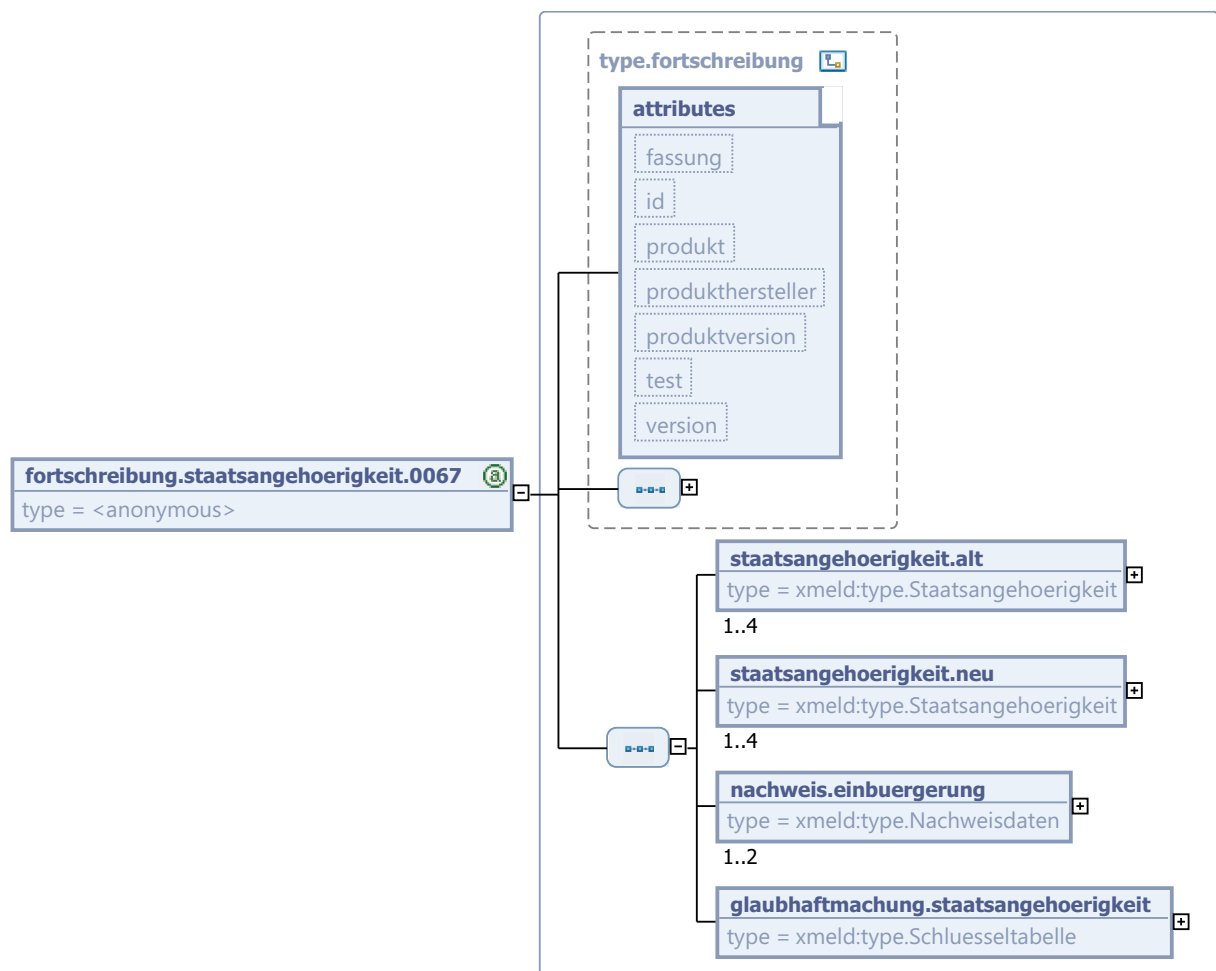 type.fortschreibung
attributes
fassung
id
produkt
produkthersteller
produktversion
test
version
fortschreibung.staatsangehoerigkeit.0067 @
type = <anonymous>
staatsangehoerigkeit.alt
type = xmeld:type.Staatsangehoerigkeit
1..4
staatsangehoerigkeit.neu
type = xmeld:type.Staatsangehoerigkeit
1..4
nachweis.einbuergerung
type = xmeld:type.Nachweisdaten
1..2
glaubhaftmachung.staatsangehoerigkeit
type = xmeld:type.Schluesseltabelle